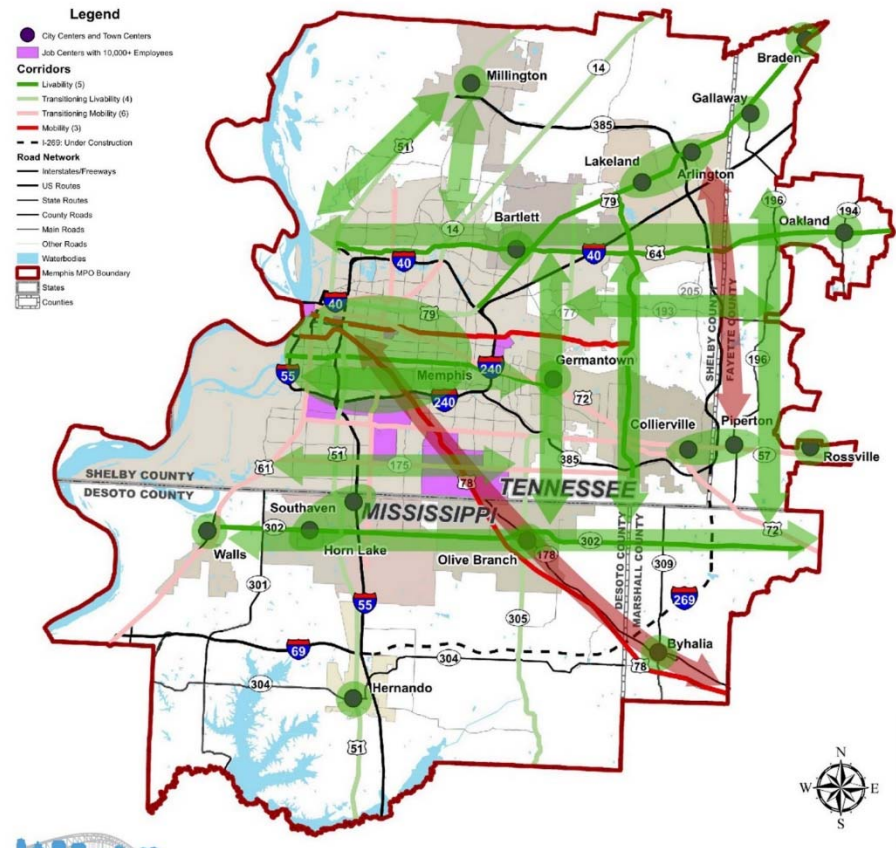 Legend
City Centers and Town Centers
Job Centers with 10,000+ Employees
Corridors
Livability (5)
Transitioning Livability (4)
Transitioning Mobility (6)
Mobility (3)
I-269: Under Construction
Road Network
Interstates/Freeways
US Routes
State Routes
County Roads
Main Roads
Other Roads
Waterbodies
Memphis MPO Boundary
States
Counties
Braden
14
Millington
Gallaway
385
51
Lakeland
Arlington
79
196
194
Oakland
Bartlett
14
40
40
64
40
205
79
177
193
SHELBY COUNTY
FAYETTE COUNTY
196
55
240
Germantown
Memphis
240
72
Collierville
Piperton
51
385
57
Rossville
61
175
SHELBY COUNTY
DESOTO COUNTY
78
TENNESSEE
Southaven
MISSISSIPPI
72
302
302
Walls
Horn Lake
Olive Branch
178
301
309
DESOTO COUNTY
MARSHALL COUNTY
55
269
305
69
Byhalia
304
78
304
Hernando
51
N
W E
S